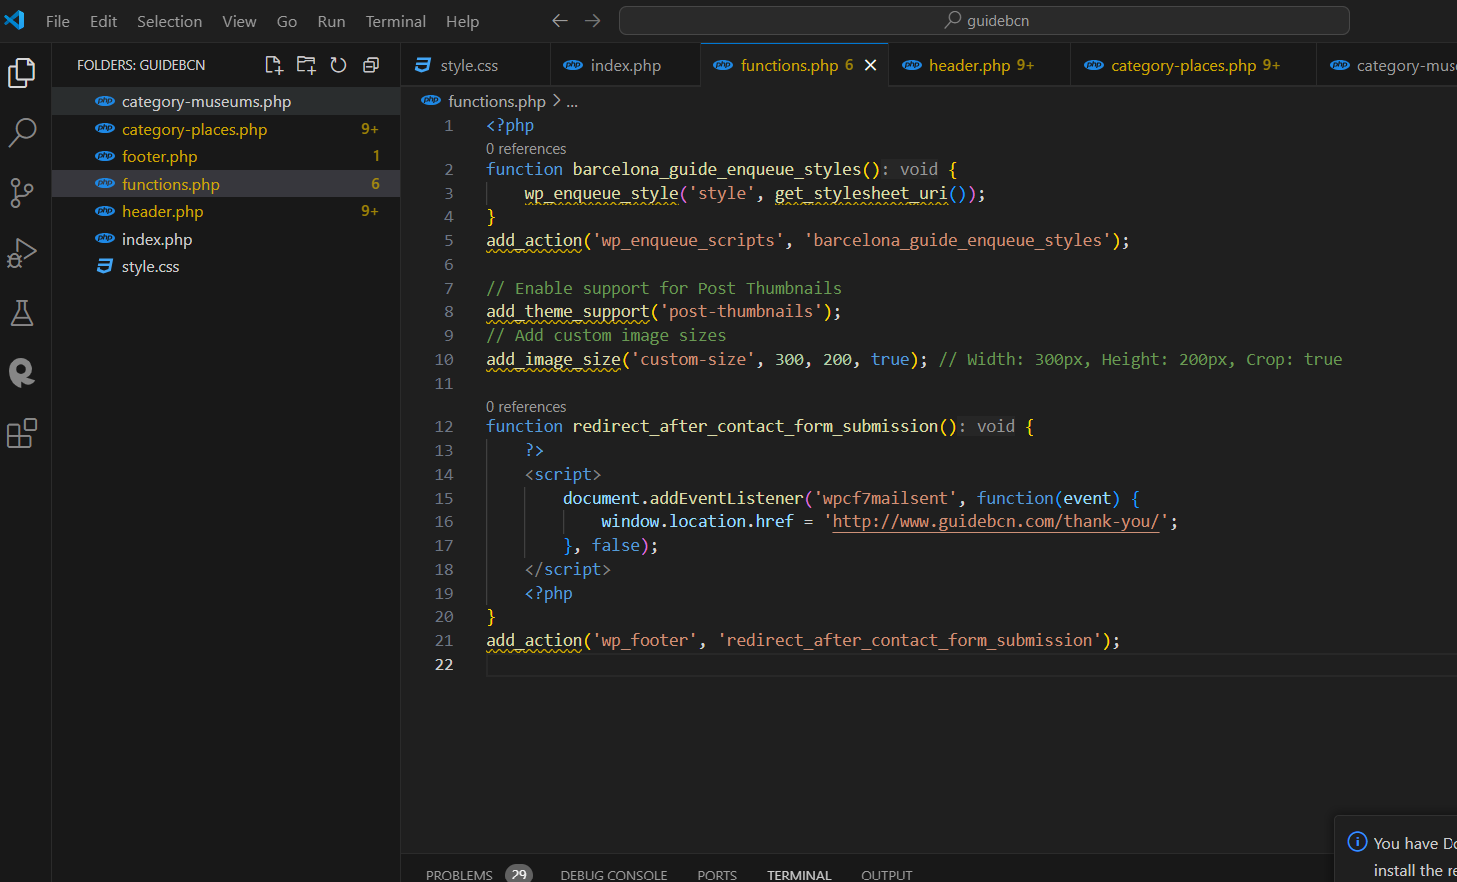 File Edit Selection View Go Run Terminal Help
guidebcn
FOLDERS: GUIDEBCN
category-museums.php
category-places.php 9+
footer.php 1
functions.php 6
header.php 9+
index.php
style.css
style.css
index.php
functions.php 6
header.php 9+
category-places.php 9+
category-mus
functions.php > ...
1 <?php
0 references
2 function barcelona_guide_enqueue_styles(): void {
3 wp_enqueue_style('style', get_stylesheet_uri());
4 }
5 add_action('wp_enqueue_scripts', 'barcelona_guide_enqueue_styles');
6
7 // Enable support for Post Thumbnails
8 add_theme_support('post-thumbnails');
9 // Add custom image sizes
10 add_image_size('custom-size', 300, 200, true); // Width: 300px, Height: 200px, Crop: true
11
0 references
12 function redirect_after_contact_form_submission(): void {
13 ?>
14 <script>
15 document.addEventListener('wpcf7mailsent', function(event) {
16 window.location.href = 'http://www.guidebcn.com/thank-you/';
17 }, false);
18 </script>
19 <?php
20 }
21 add_action('wp_footer', 'redirect_after_contact_form_submission');
22
You have
install the
PROBLEMS 29 DEBUG CONSOLE PORTS TERMINAL OUTPUT